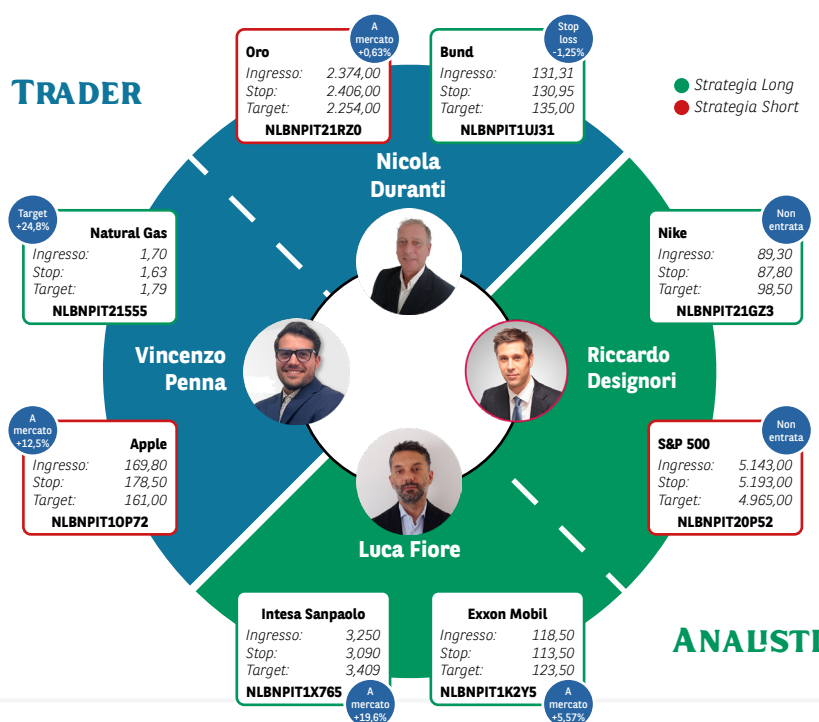 TRADER
Oro
Ingresso: 2.374,00
Stop: 2.406,00
Target: 2.254,00
NLBNPIT21RZ0
A
mercato
+0,63%
Bund
Ingresso: 131,31
Stop: 130,95
Target: 135,00
NLBNPIT1UJ31
Stop
loss
-1,25%
Strategia Long
Strategia Short
Nicola
Duranti
Target
+24,8%
Natural Gas
Ingresso: 1,70
Stop: 1,63
Target: 1,79
NLBNPIT21555
Non
entrata
Nike
Ingresso: 89,30
Stop: 87,80
Target: 98,50
NLBNPIT21GZ3
Vincenzo
Penna
Riccardo
Designori
A
mercato
+12,5%
Apple
Ingresso: 169,80
Stop: 178,50
Target: 161,00
NLBNPIT1OP72
Non
entrata
S&P 500
Ingresso: 5.143,00
Stop: 5.193,00
Target: 4.965,00
NLBNPIT20P52
Luca Fiore
Intesa Sanpaolo
Ingresso: 3,250
Stop: 3,090
Target: 3,409
NLBNPIT1X765
A
mercato
+19,6%
Exxon Mobil
Ingresso: 118,50
Stop: 113,50
Target: 123,50
NLBNPIT1K2Y5
A
mercato
+5,57%
ANALISTI